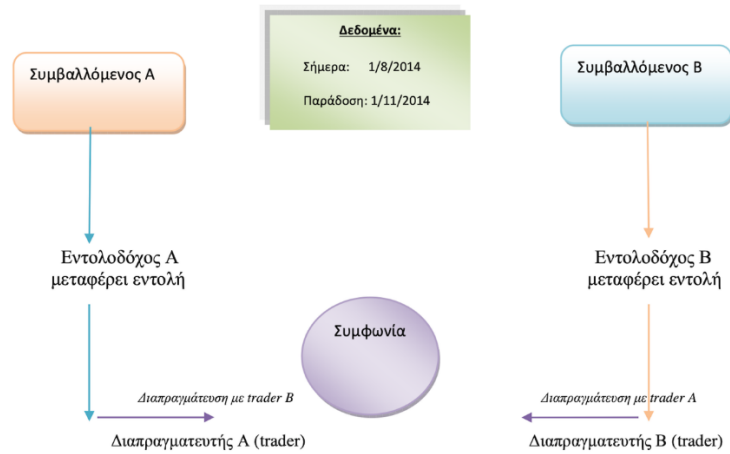 Δεδομένα:
Σήμερα: 1/8/2014
Παράδοση: 1/11/2014
Συμβαλλόμενος Α
Συμβαλλόμενος Β
Εντολοδόχος Α
μεταφέρει εντολή
Εντολοδόχος Β
μεταφέρει εντολή
Συμφωνία
Διαπραγμάτευση με trader B
Διαπραγμάτευση με trader A
Διαπραγματευτής Α (trader)
Διαπραγματευτής Β (trader)